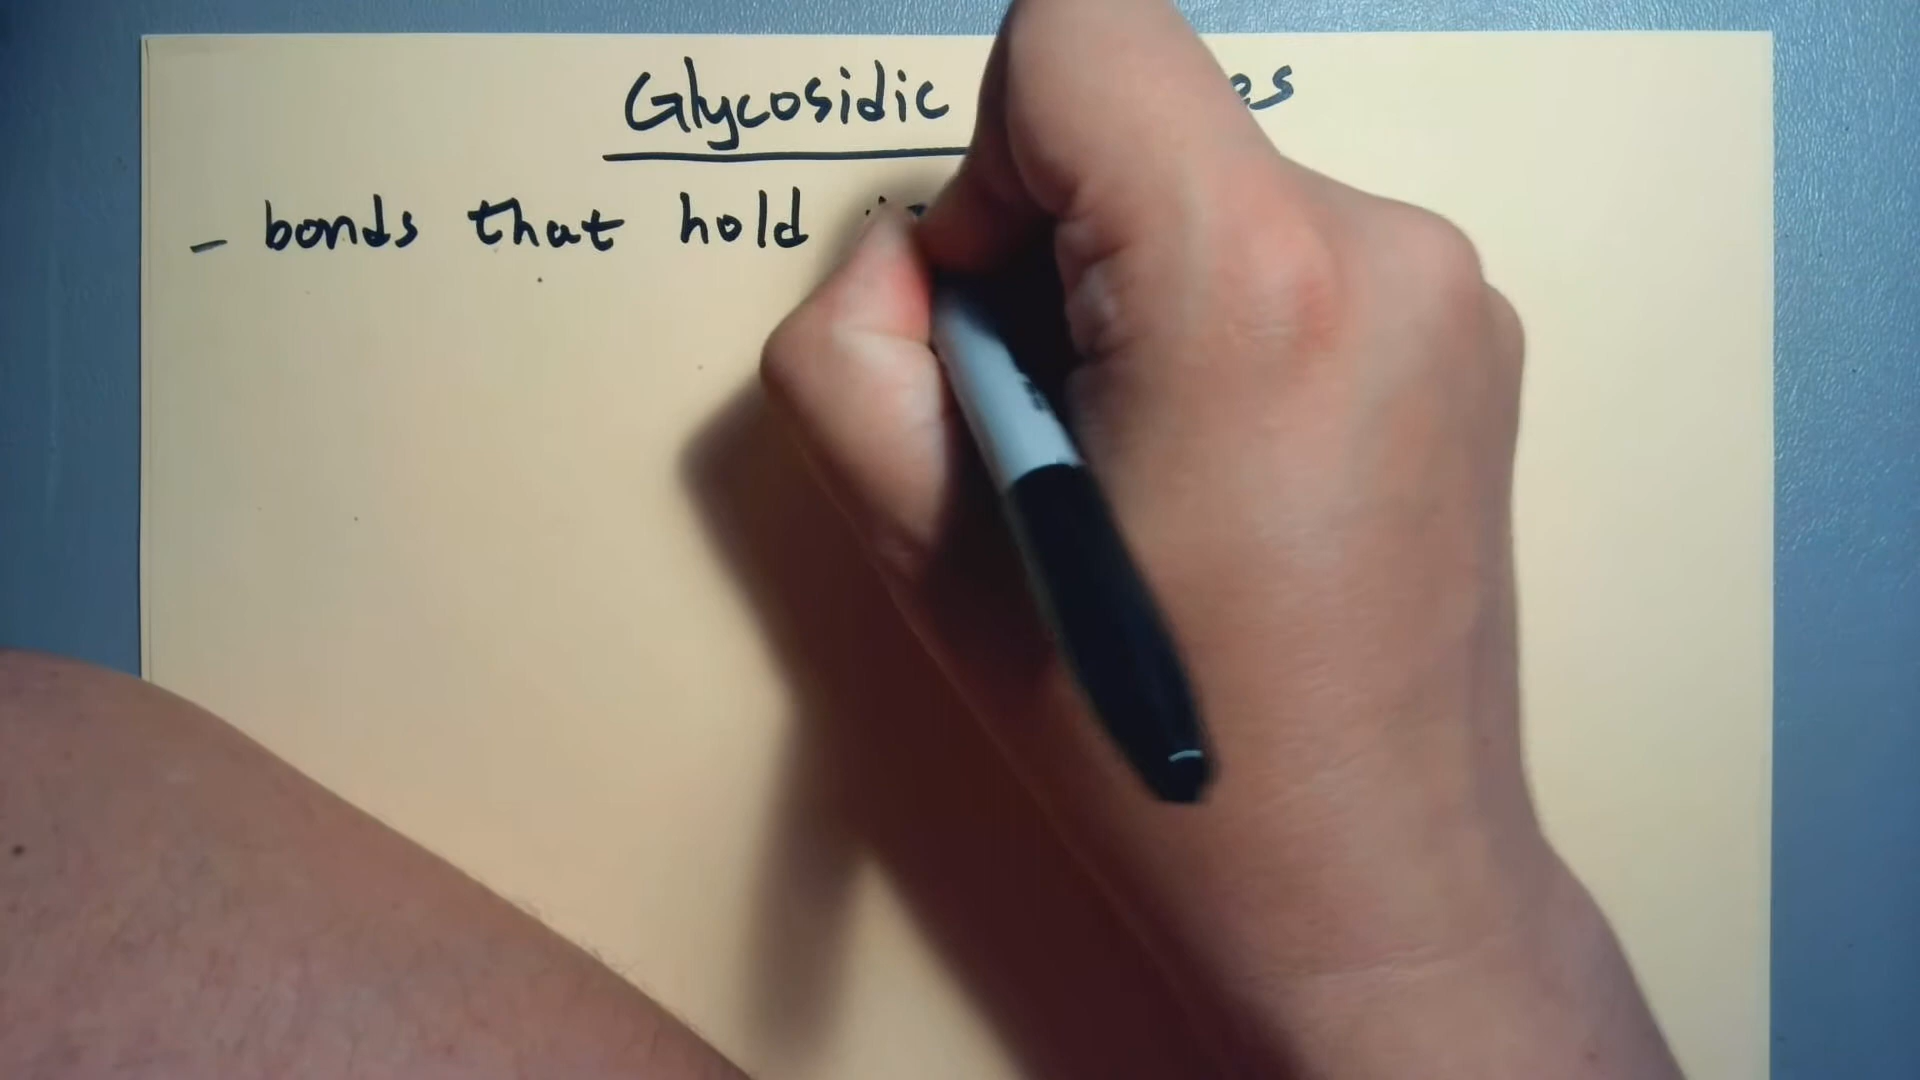 Glycosidic
- bonds that hold